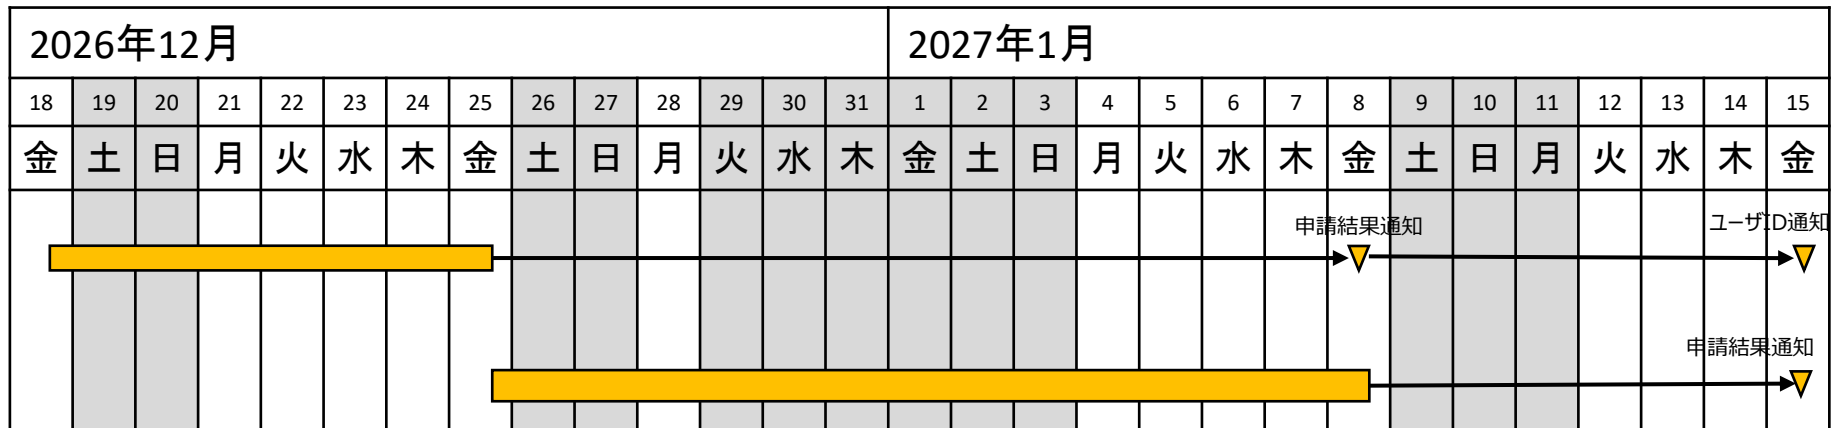 2026年12月 2027年1月
18 19 20 21 22 23 24 25 26 27 28 29 30 31 1 2 3 4 5 6 7 8 9 10 11 12 13 14 15
金 土 日 月 火 水 木 金 土 日 月 火 水 木 金 土 日 月 火 水 木 金 土 日 月 火 水 木 金
申請結果通知 ユーザID通知
申請結果通知